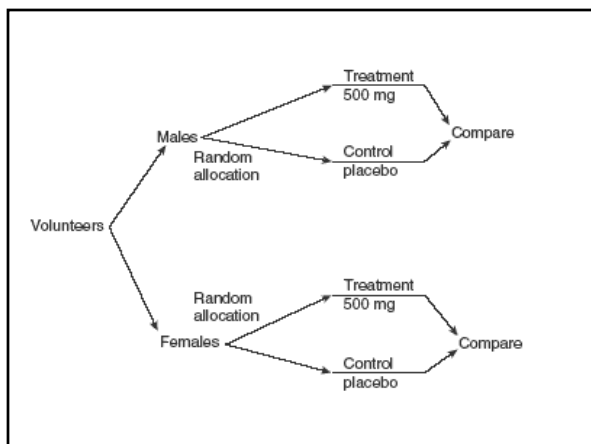 Treatment
500 mg
Males
Compare
Random
allocation
Control
placebo
Volunteers
Treatment
500 mg
Random
allocation
Females
Compare
Control
placebo